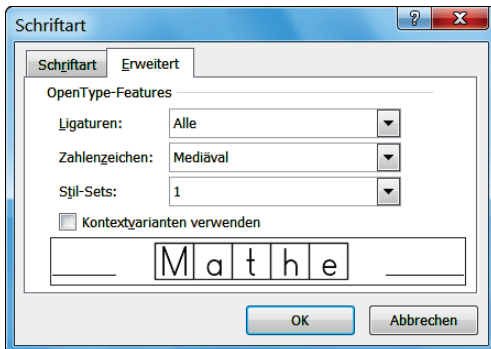 Schriftart
Schriftart Erweitert
OpenType-Features
Ligaturen: Alle
Zahlenzeichen: Mediäval
Stil-Sets: 1
Kontextvarianten verwenden
Mathe
OK Abbrechen